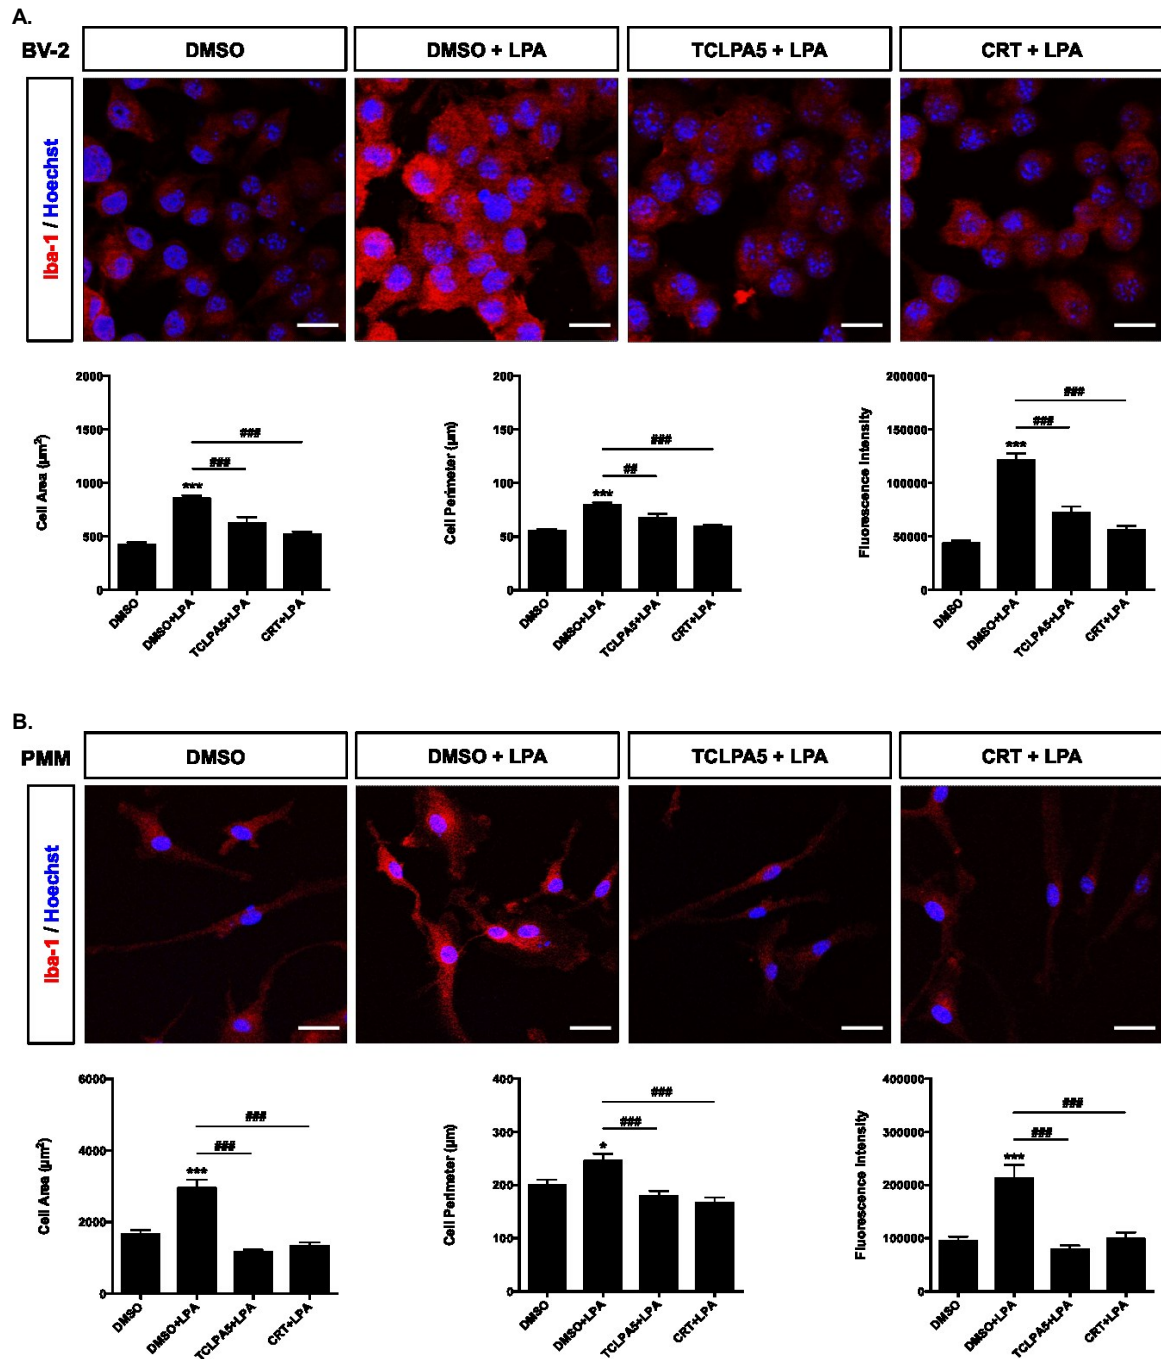 A.
BV-2
DMSO
DMSO + LPA
TCLPA5 + LPA
CRT + LPA
Iba-1 / Hoechst
Cell Area (µm²)
2000
1500
1000
500
0
***
###
###
DMSO
DMSO+LPA
TCLPA5+LPA
CRT+LPA
Cell Perimeter (µm)
200
150
100
50
0
***
##
###
DMSO
DMSO+LPA
TCLPA5+LPA
CRT+LPA
Fluorescence Intensity
200000
150000
100000
50000
0
***
###
###
DMSO
DMSO+LPA
TCLPA5+LPA
CRT+LPA
B.
PMM
DMSO
DMSO + LPA
TCLPA5 + LPA
CRT + LPA
Iba-1 / Hoechst
Cell Area (µm²)
6000
4000
2000
0
***
###
###
DMSO
DMSO+LPA
TCLPA5+LPA
CRT+LPA
Cell Perimeter (µm)
400
300
200
100
0
*
###
###
DMSO
DMSO+LPA
TCLPA5+LPA
CRT+LPA
Fluorescence Intensity
400000
300000
200000
100000
0
***
###
###
DMSO
DMSO+LPA
TCLPA5+LPA
CRT+LPA